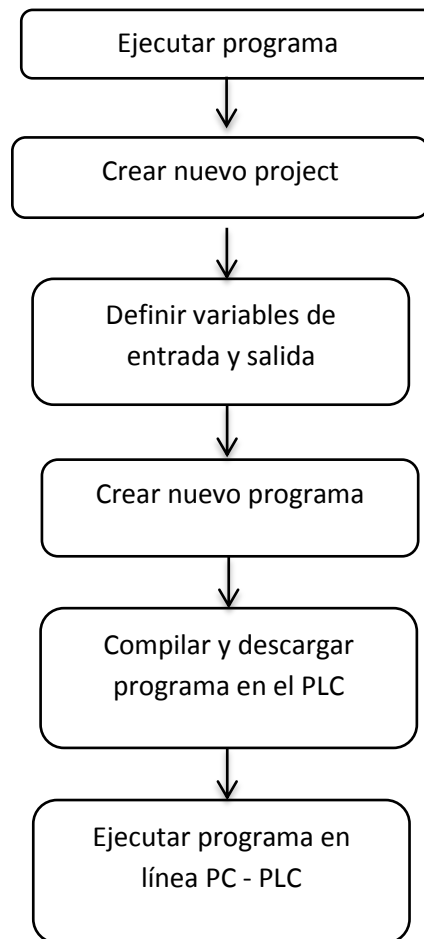 Ejecutar programa
Crear nuevo project
Definir variables de
entrada y salida
Crear nuevo programa
Compilar y descargar
programa en el PLC
Ejecutar programa en
línea PC - PLC